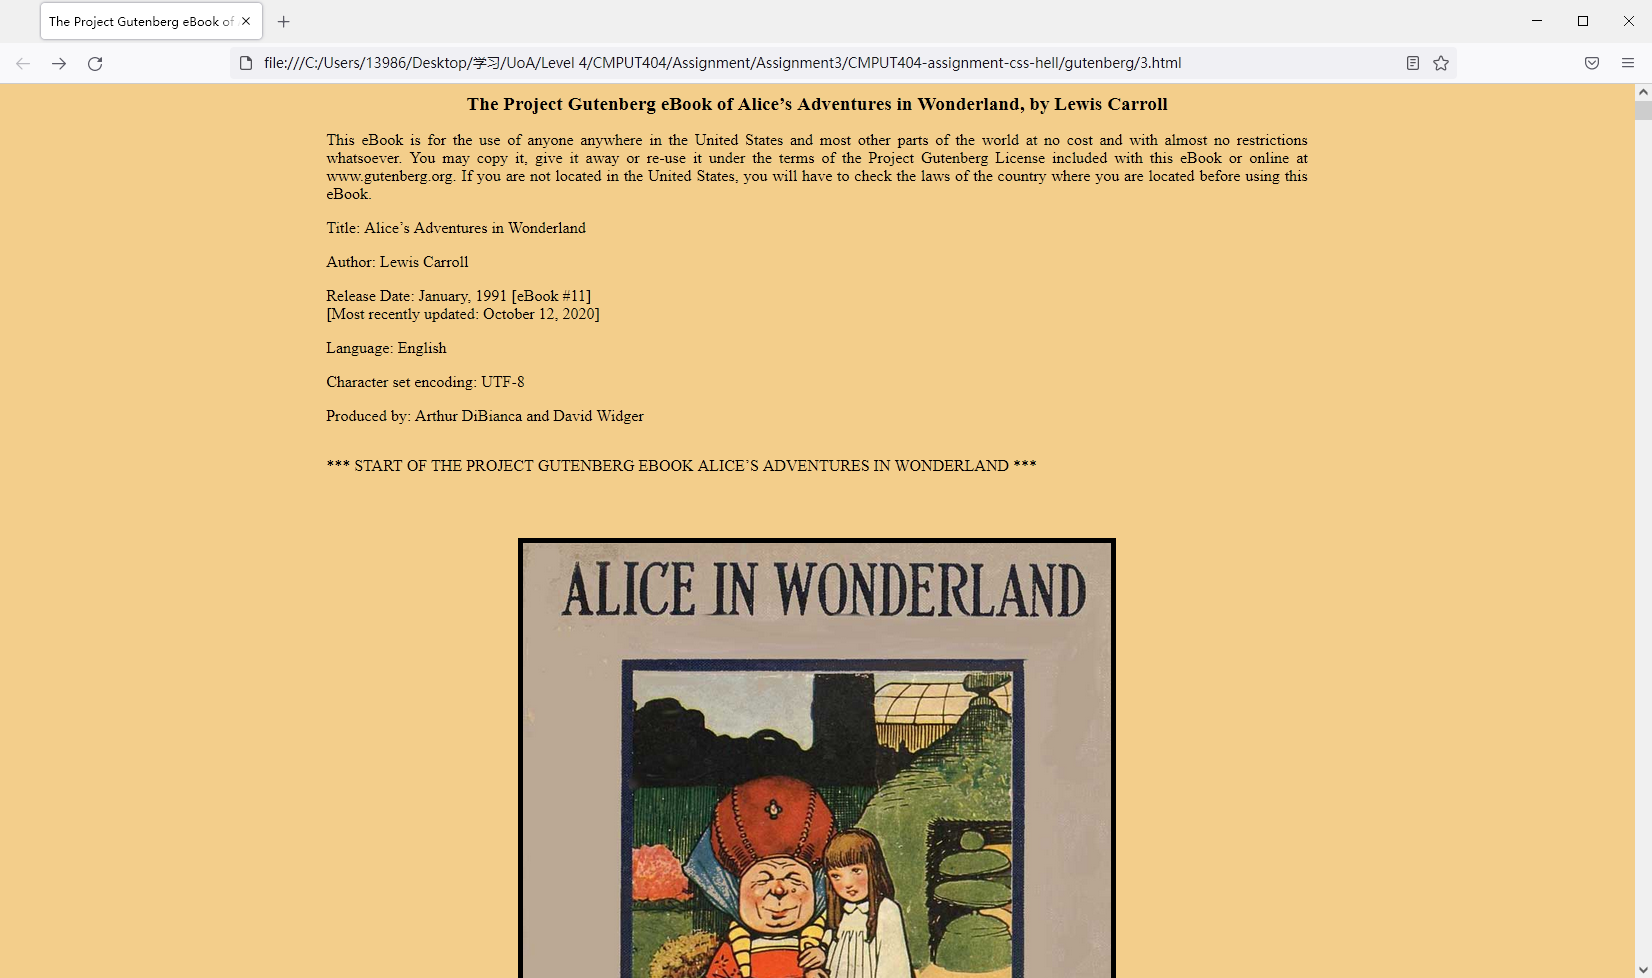 The Project Gutenberg eBook of
file:///C:/Users/13986/Desktop/学习/UoA/Level 4/CMPUT404/Assignment/Assignment3/CMPUT404-assignment-css-hell/gutenberg/3.html
The Project Gutenberg eBook of Alice’s Adventures in Wonderland, by Lewis Carroll
This eBook is for the use of anyone anywhere in the United States and most other parts of the world at no cost and with almost no restrictions
whatsoever. You may copy it, give it away or re-use it under the terms of the Project Gutenberg License included with this eBook or online at
www.gutenberg.org. If you are not located in the United States, you will have to check the laws of the country where you are located before using this
eBook.
Title: Alice’s Adventures in Wonderland
Author: Lewis Carroll
Release Date: January, 1991 [eBook #11]
[Most recently updated: October 12, 2020]
Language: English
Character set encoding: UTF-8
Produced by: Arthur DiBianca and David Widger
*** START OF THE PROJECT GUTENBERG EBOOK ALICE’S ADVENTURES IN WONDERLAND ***
ALICE IN WONDERLAND